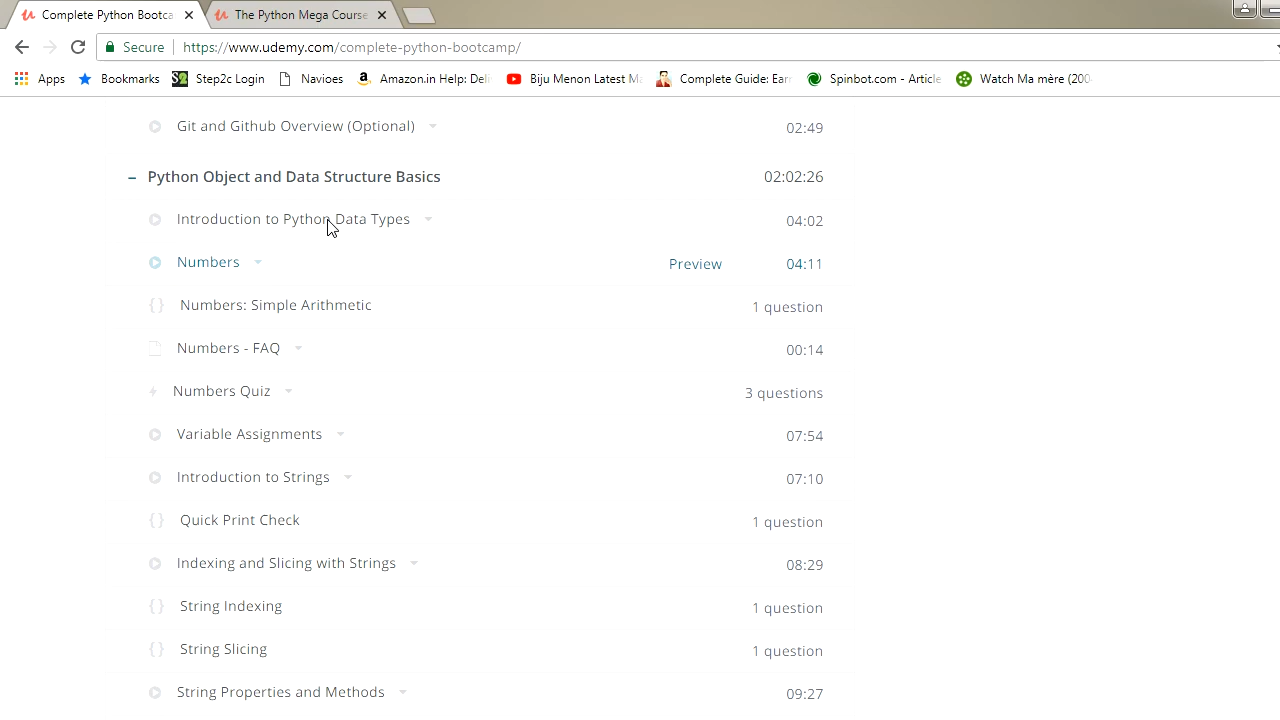 Complete Python Bootca
The Python Mega Course
Secure
https://www.udemy.com/complete-python-bootcamp/
Apps
Bookmarks
Step2c Login
Navioes
Amazon.in Help: Deli
Biju Menon Latest Ma
Complete Guide: Earn
Spinbot.com - Article
Watch Ma mère (200
Git and Github Overview (Optional) 02:49
Python Object and Data Structure Basics 02:02:26
Introduction to Python Data Types 04:02
Numbers Preview 04:11
Numbers: Simple Arithmetic 1 question
Numbers - FAQ 00:14
Numbers Quiz 3 questions
Variable Assignments 07:54
Introduction to Strings 07:10
Quick Print Check 1 question
Indexing and Slicing with Strings 08:29
String Indexing 1 question
String Slicing 1 question
String Properties and Methods 09:27